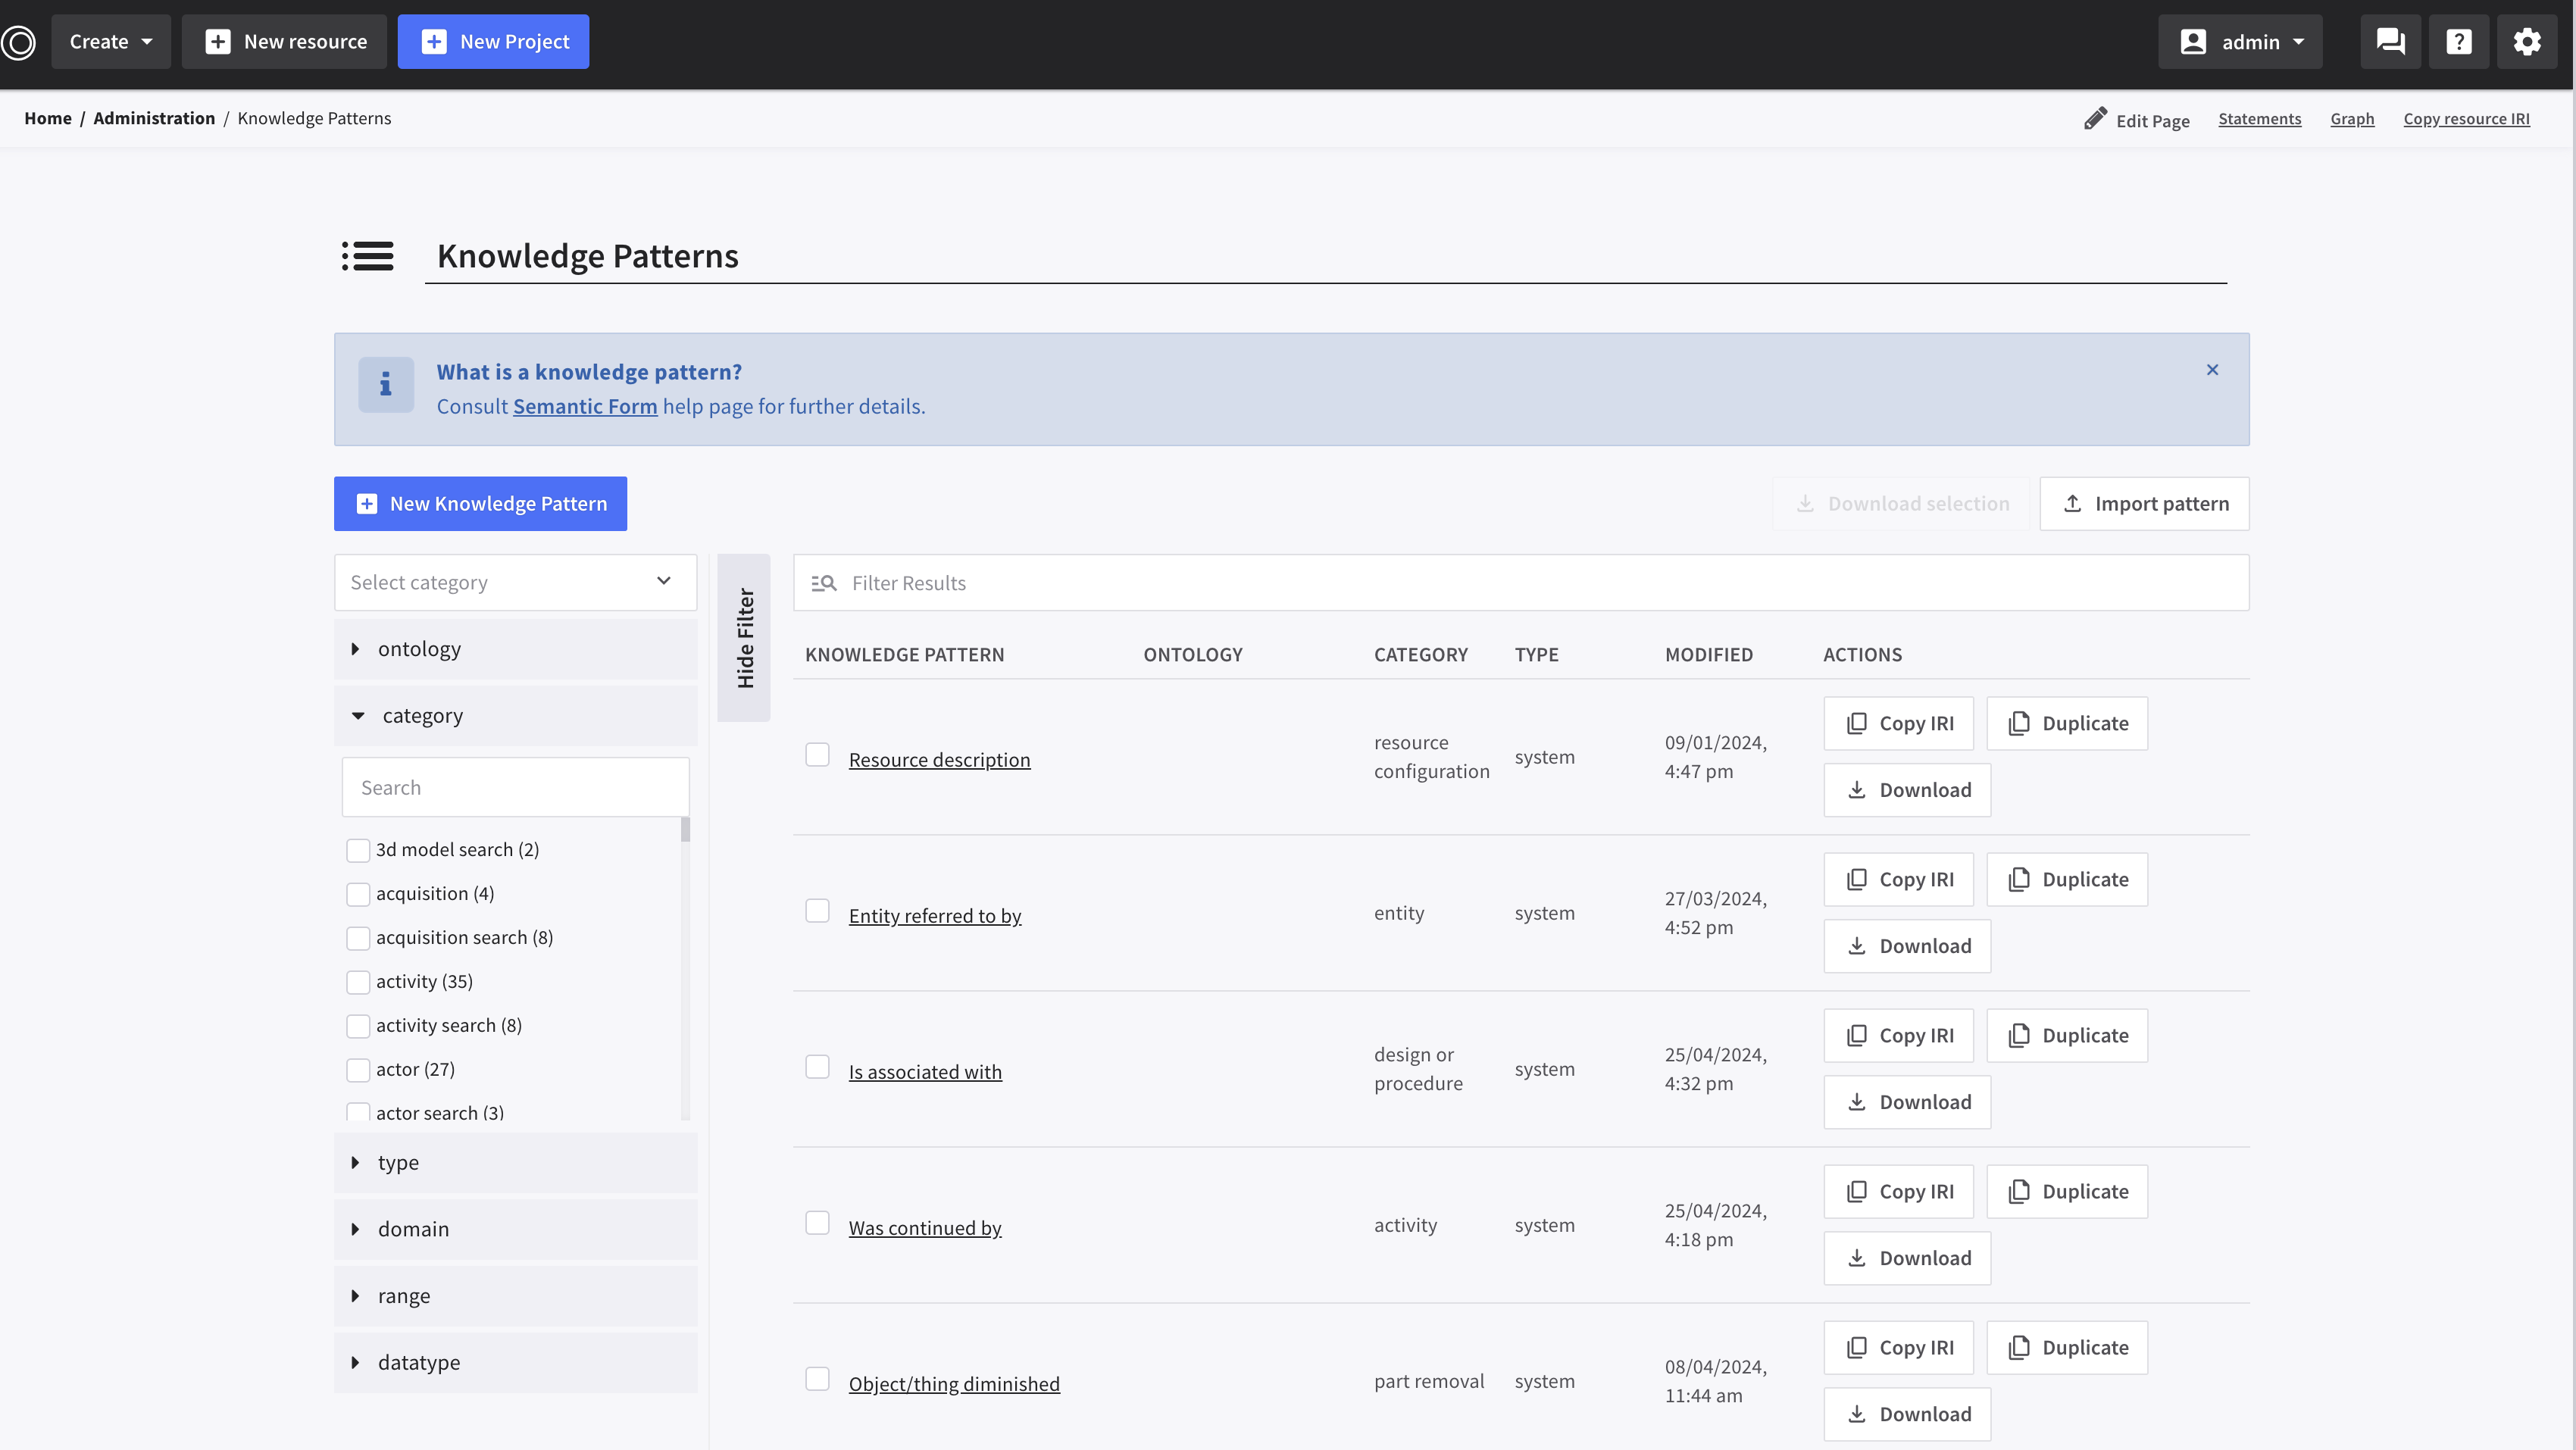 Create
New resource
New Project
admin
Home / Administration / Knowledge Patterns
Edit Page
Statements
Graph
Copy resource IRI
Knowledge Patterns
What is a knowledge pattern?
Consult Semantic Form help page for further details.
New Knowledge Pattern
Download selection
Import pattern
Select category
ontology
category
Search
3d model search (2)
acquisition (4)
acquisition search (8)
activity (35)
activity search (8)
actor (27)
actor search (3)
type
domain
range
datatype
Hide Filter
Filter Results
KNOWLEDGE PATTERN ONTOLOGY CATEGORY TYPE MODIFIED ACTIONS
Resource description
resource
configuration
system
09/01/2024,
4:47 pm
Copy IRI
Duplicate
Download
Entity referred to by
entity
system
27/03/2024,
4:52 pm
Copy IRI
Duplicate
Download
Is associated with
design or
procedure
system
25/04/2024,
4:32 pm
Copy IRI
Duplicate
Download
Was continued by
activity
system
25/04/2024,
4:18 pm
Copy IRI
Duplicate
Download
Object/thing diminished
part removal
system
08/04/2024,
11:44 am
Copy IRI
Duplicate
Download